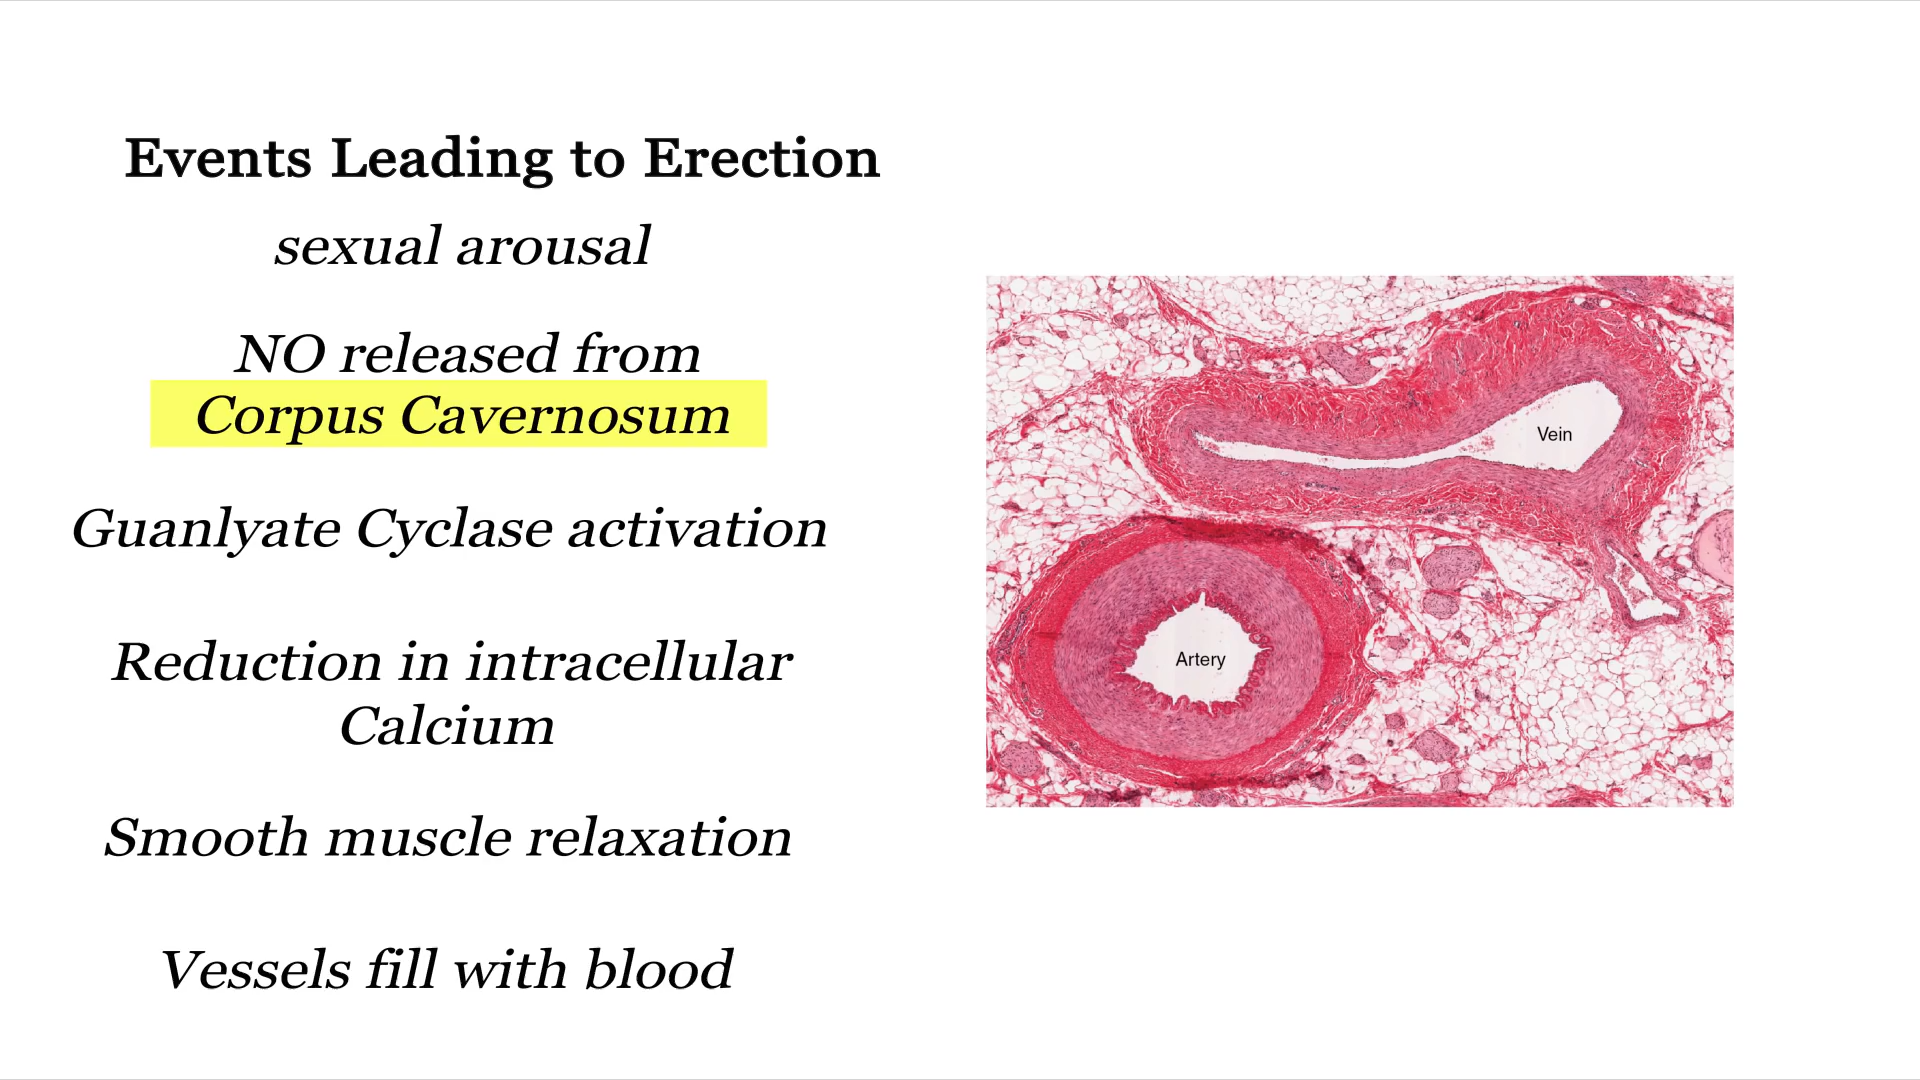 Events Leading to Erection
sexual arousal
NO released from
Corpus Cavernosum
Guanlyate Cyclase activation
Reduction in intracellular
Calcium
Smooth muscle relaxation
Vessels fill with blood
Vein
Artery